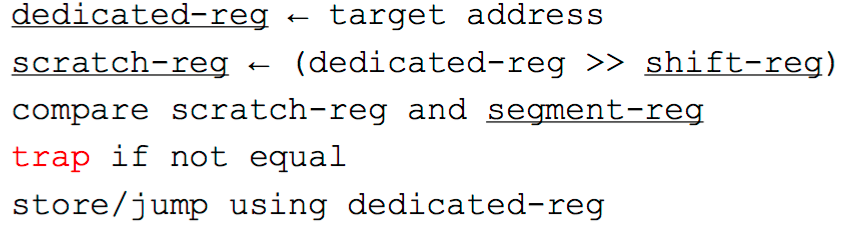 dedicated-reg ← target address
scratch-reg ← (dedicated-reg >> shift-reg)
compare scratch-reg and segment-reg
trap if not equal
store/jump using dedicated-reg